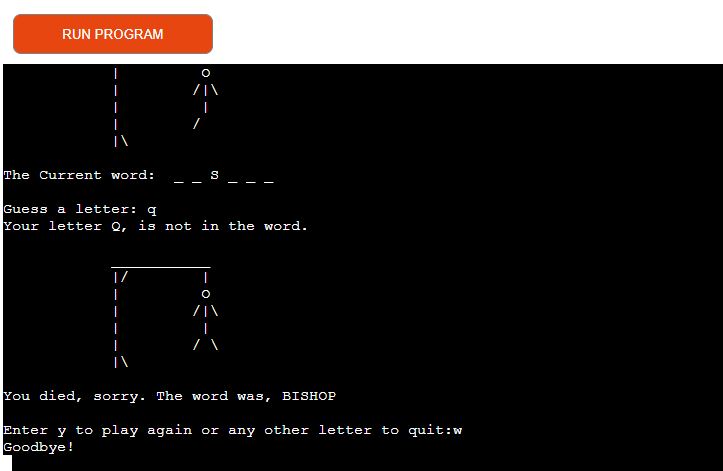 RUN PROGRAM
The Current word:  _ _ S _ _ _
Guess a letter: q
Your letter Q, is not in the word.
You died, sorry. The word was, BISHOP
Enter y to play again or any other letter to quit:w
Goodbye!